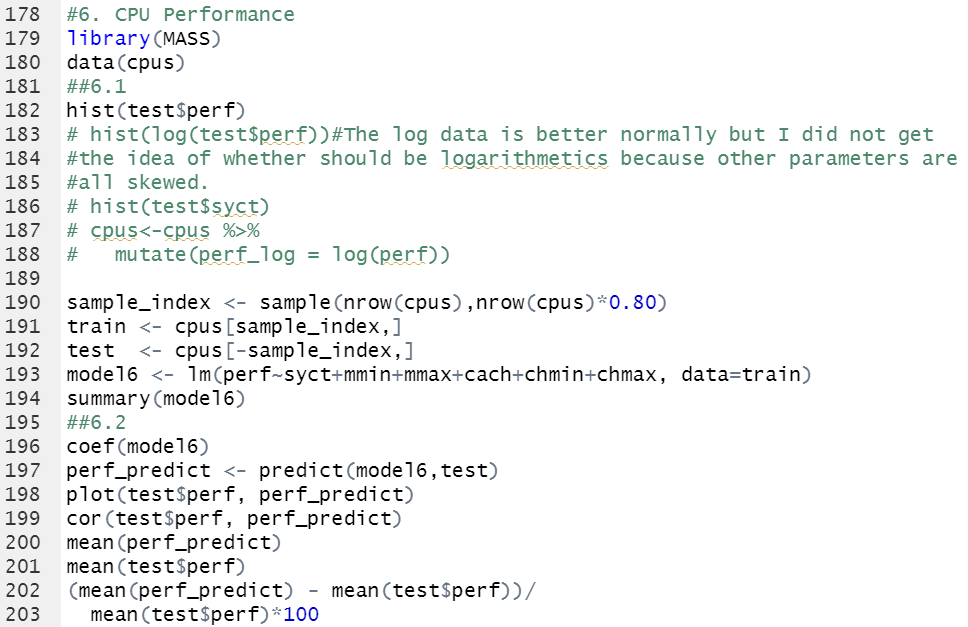 178 #6. CPU Performance
179 library(MASS)
180 data(cpus)
181 ##6.1
182 hist(test$perf)
183 # hist(log(test$perf))#The log data is better normally but I did not get
184 #the idea of whether should be logarithmetics because other parameters are
185 #all skewed.
186 # hist(test$syct)
187 # cpus<-cpus %>%
188 #   mutate(perf_log = log(perf))
189
190 sample_index <- sample(nrow(cpus),nrow(cpus)*0.80)
191 train <- cpus[sample_index,]
192 test  <- cpus[-sample_index,]
193 model6 <- lm(perf~syct+mmin+mmax+cach+chmin+chmax, data=train)
194 summary(model6)
195 ##6.2
196 coef(model6)
197 perf_predict <- predict(model6,test)
198 plot(test$perf, perf_predict)
199 cor(test$perf, perf_predict)
200 mean(perf_predict)
201 mean(test$perf)
202 (mean(perf_predict) - mean(test$perf))/
203   mean(test$perf)*100